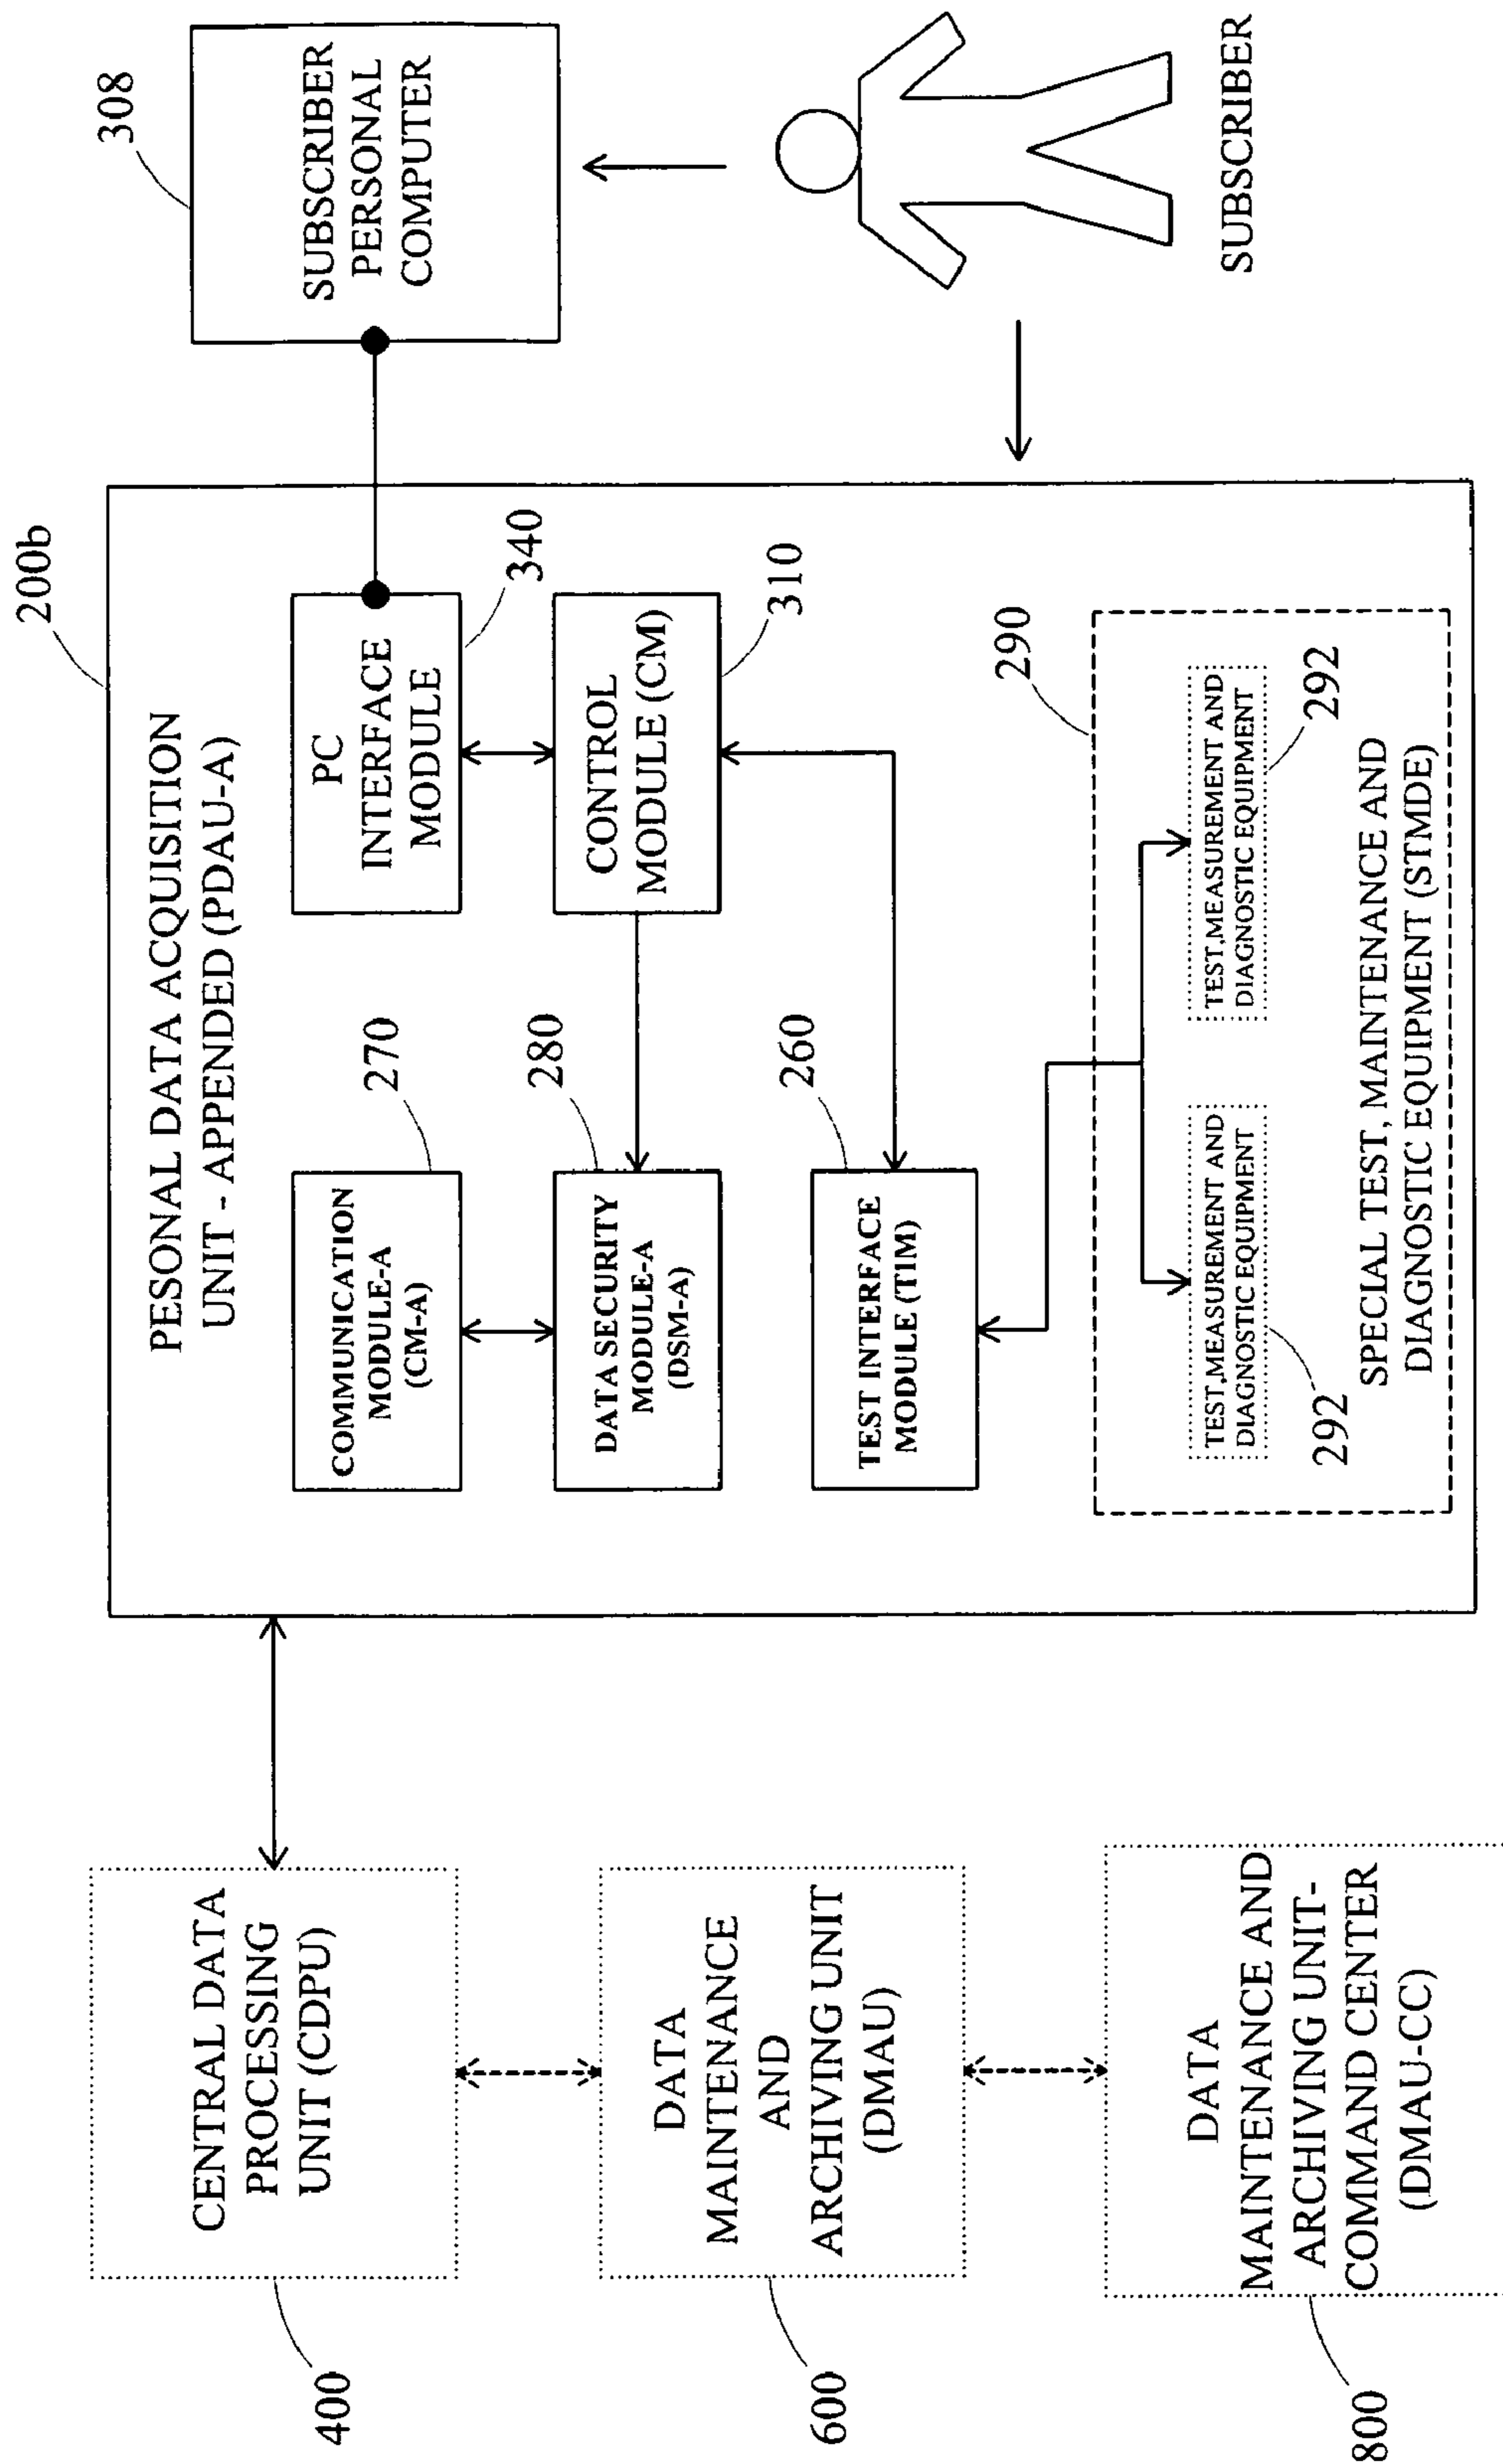 200b
PESONAL DATA ACQUISITION
UNIT - APPENDED (PDAU-A)
308
SUBSCRIBER
PERSONAL
COMPUTER
400
CENTRAL DATA
PROCESSING
UNIT (CDPU)
270
COMMUNICATION
MODULE-A
(CM-A)
PC
INTERFACE
MODULE
340
280
DATA SECURITY
MODULE-A
(DSM-A)
CONTROL
MODULE (CM)
310
600
DATA
MAINTENANCE
AND
ARCHIVING UNIT
(DMAU)
260
TEST INTERFACE
MODULE (TIM)
290
TEST,MEASUREMENT AND
DIAGNOSTIC EQUIPMENT
292
TEST,MEASUREMENT AND
DIAGNOSTIC EQUIPMENT
292
SPECIAL TEST, MAINTENANCE AND
DIAGNOSTIC EQUIPMENT (STMDE)
SUBSCRIBER
800
DATA
MAINTENANCE AND
ARCHIVING UNIT-
COMMAND CENTER
(DMAU-CC)